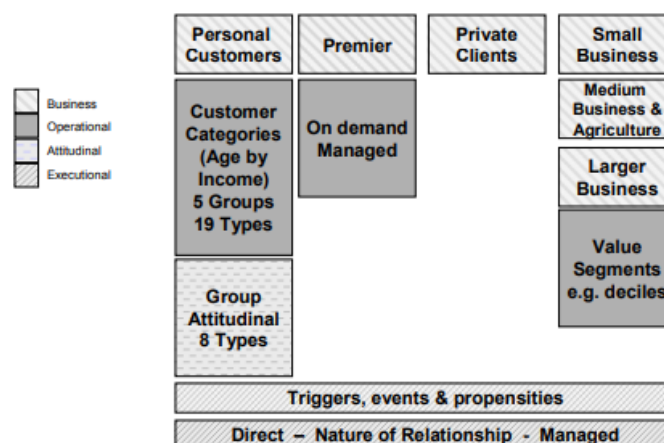 Personal
Customers
Premier
Private
Clients
Small
Business
Business
Operational
Attitudinal
Executional
Customer
Categories
(Age by
Income)
5 Groups
19 Types
On demand
Managed
Medium
Business &
Agriculture
Larger
Business
Value
Segments
e.g. deciles
Group
Attitudinal
8 Types
Triggers, events & propensities
Direct – Nature of Relationship - Managed